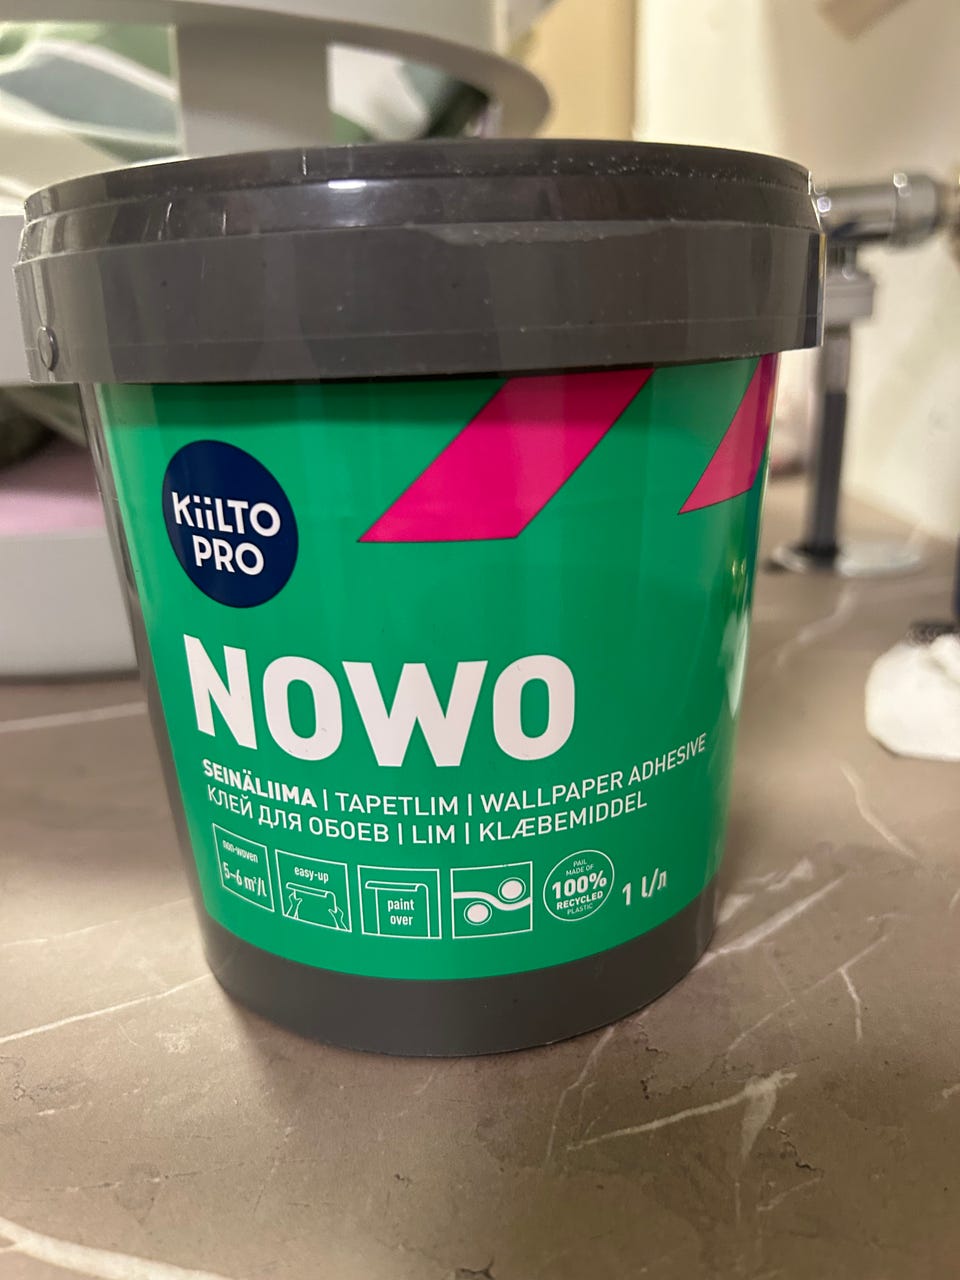 KiiLTO
PRO
NOWO
SEINÄLIIMA | TAPETLIM | WALLPAPER ADHESIVE
КЛЕЙ ДЛЯ ОБОЕВ | LIM | KLÆBEMIDDEL
non-woven
5–6 m²/l
easy-up
paint
over
PAIL
MADE OF
100%
RECYCLED
PLASTIC
1 l/л